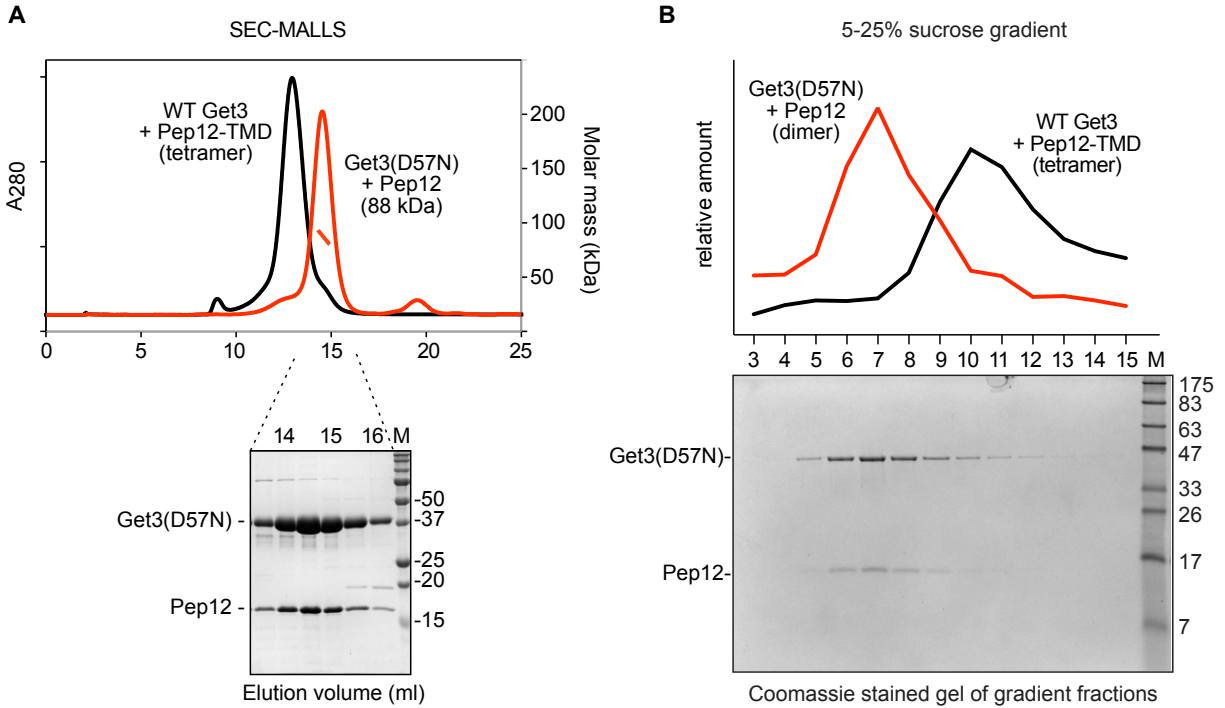 A
SEC-MALLS
WT Get3
+ Pep12-TMD
(tetramer)
Get3(D57N)
+ Pep12
(88 kDa)
A280
200
150
100
50
Molar mass (kDa)
0 5 10 15 20 25
14 15 16 M
Get3(D57N) -
Pep12 -
-50
-37
-25
-20
-15
Elution volume (ml)
B
5-25% sucrose gradient
Get3(D57N)
+ Pep12
(dimer)
WT Get3
+ Pep12-TMD
(tetramer)
relative amount
3 4 5 6 7 8 9 10 11 12 13 14 15 M
Get3(D57N)-
Pep12-
175
83
63
47
33
26
17
7
Coomassie stained gel of gradient fractions